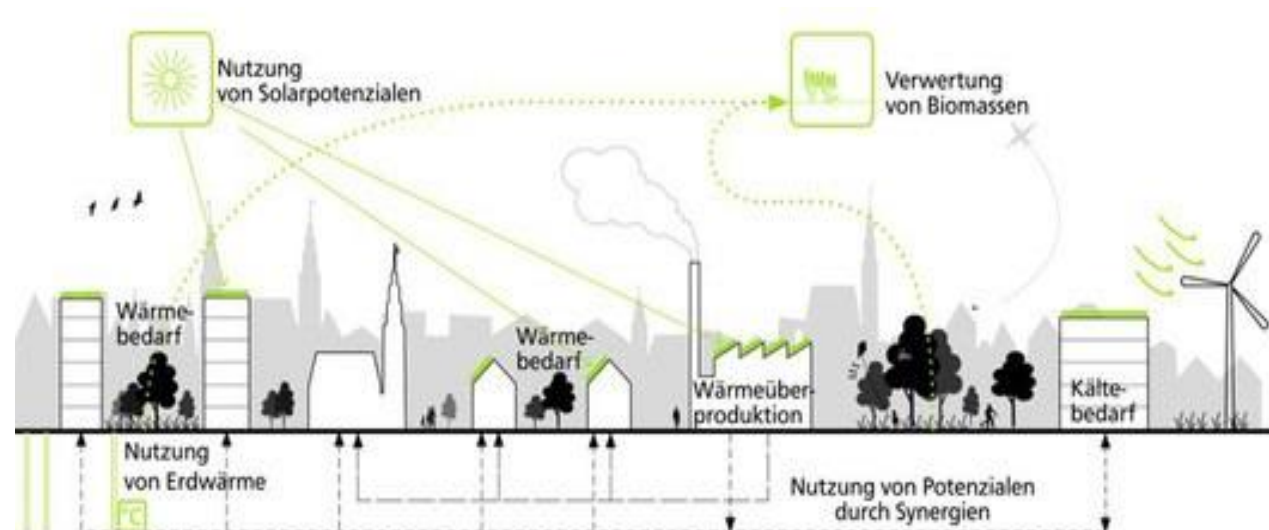 Nutzung
von Solarpotenzialen
Verwertung
von Biomassen
Wärme-
bedarf
Wärme-
bedarf
Wärmeüber-
produktion
Kälte-
bedarf
Nutzung
von Erdwärme
°C
Nutzung von Potenzialen
durch Synergien